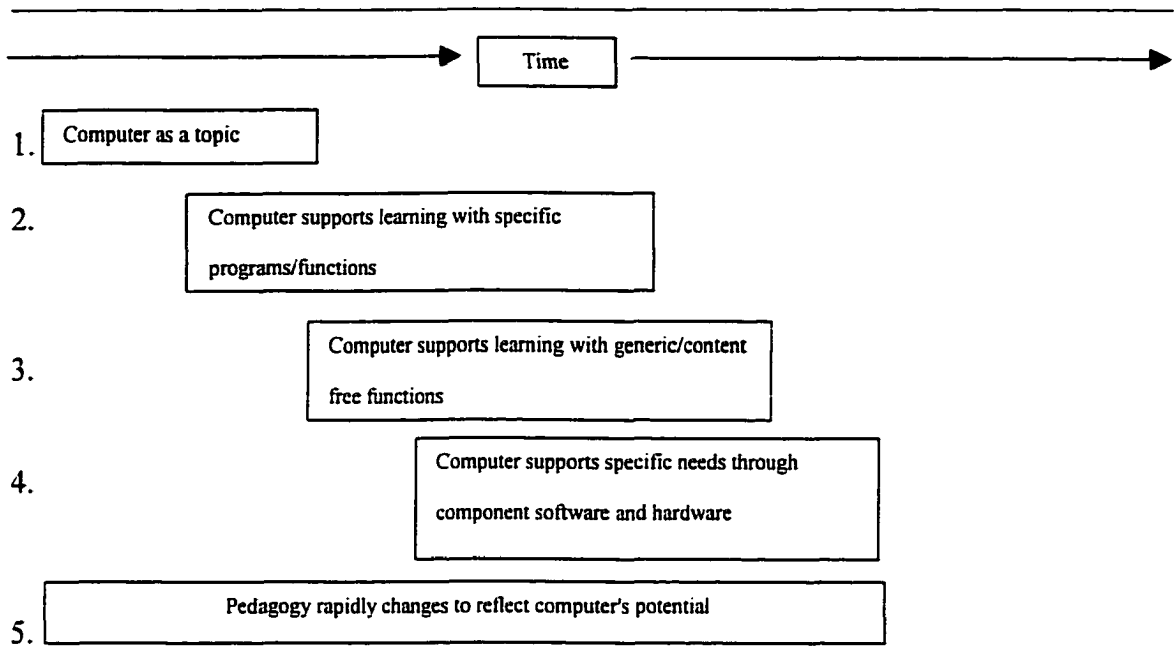 Time
1. Computer as a topic
2. Computer supports learning with specific
programs/functions
3. Computer supports learning with generic/content
free functions
4. Computer supports specific needs through
component software and hardware
5. Pedagogy rapidly changes to reflect computer's potential